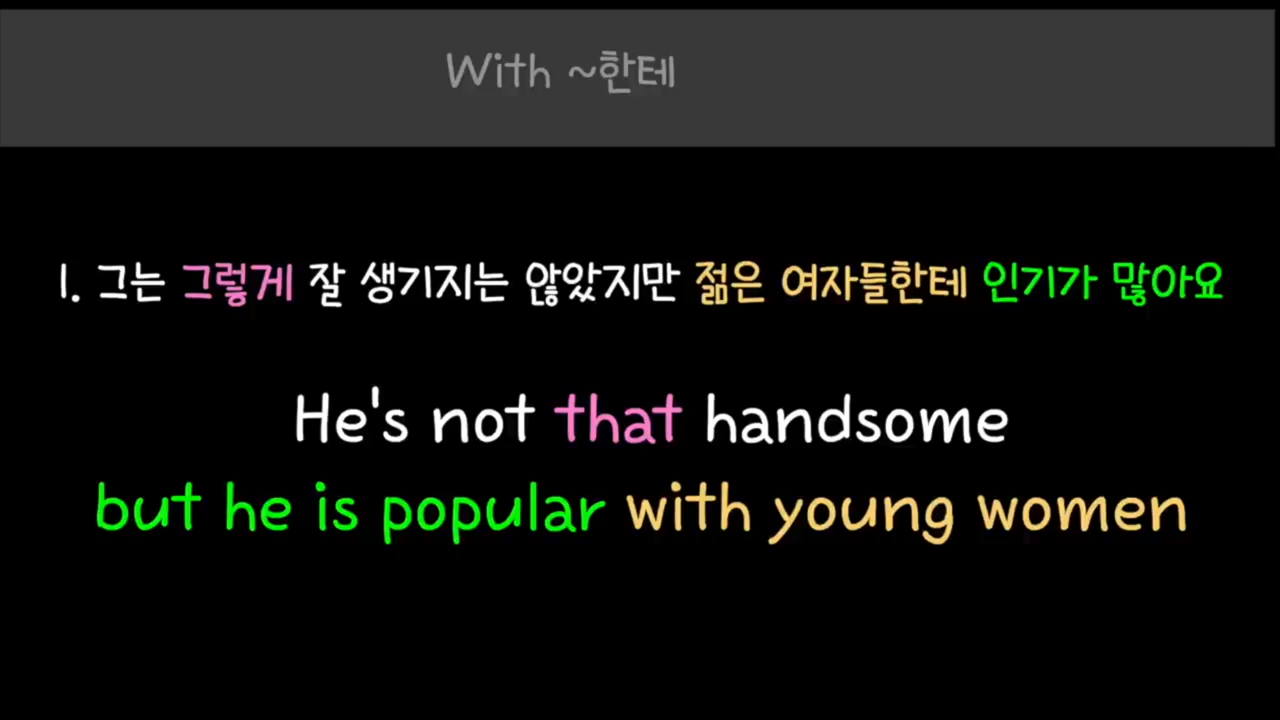 With ~한테
1. 그는 그렇게 잘 생기지는 않았지만 젊은 여자들한테 인기가 많아요
He's not that handsome
but he is popular with young women